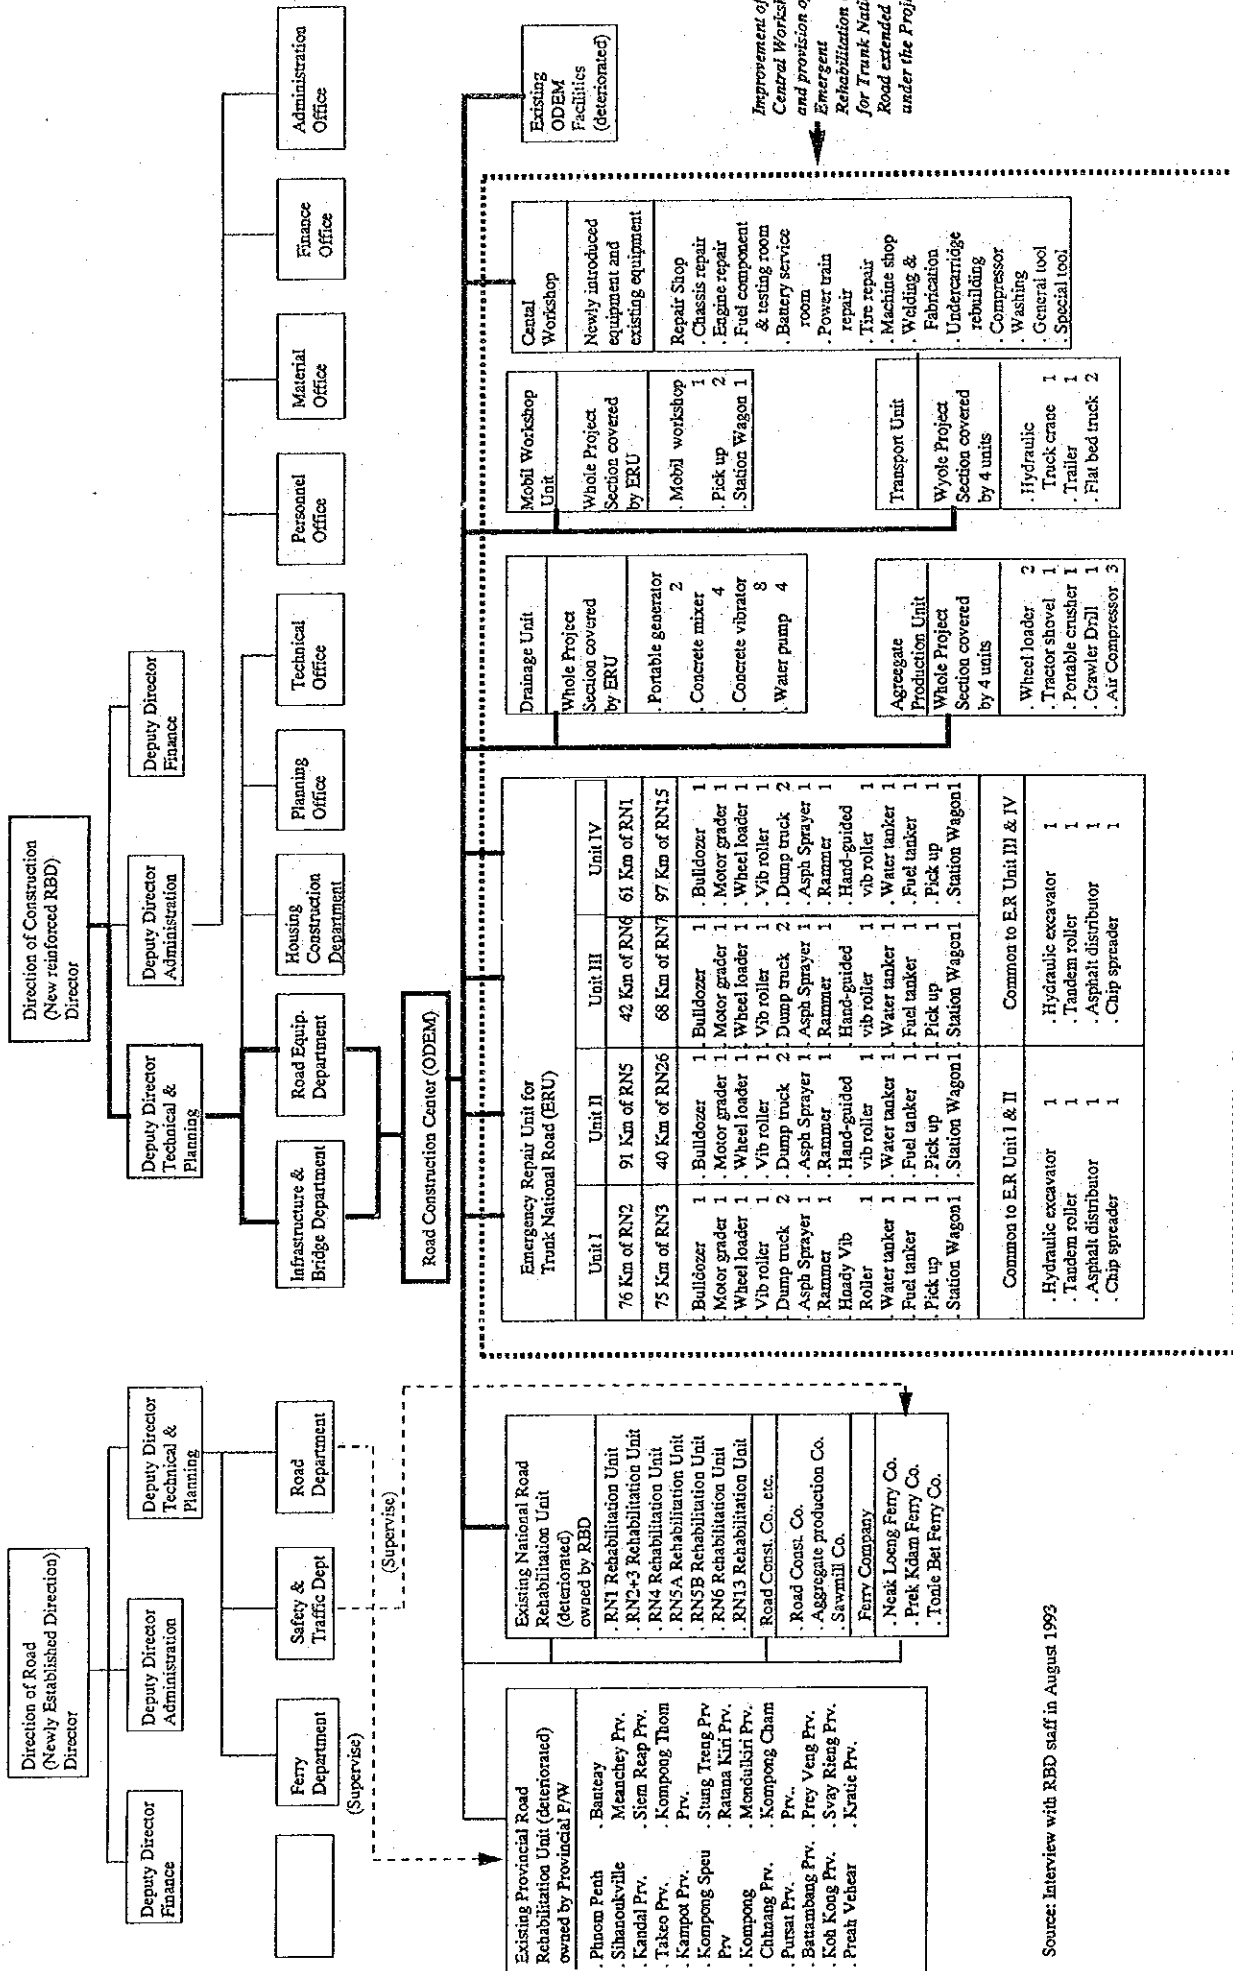 Direction of Road
(Newly Established Direction)
Director
Deputy Director
Finance
Deputy Director
Administration
Deputy Director
Technical &
Planning
Ferry
Department
Safety &
Traffic Dept
Road
Department
(Supervise)
(Supervise)
Direction of Construction
(New reinforced RBD)
Director
Deputy Director
Technical &
Planning
Deputy Director
Administration
Deputy Director
Finance
Infrastructure &
Bridge Department
Road Equip.
Department
Housing
Construction
Department
Planning
Office
Technical
Office
Personnel
Office
Material
Office
Finance
Office
Administration
Office
Road Construction Center (ODEM)
Existing Provincial Road
Rehabilitation Unit (deteriorated)
owned by Provincial P/W
. Phnom Penh
. Sihanoukville
. Kandal Prv.
. Takeo Prv.
. Kampot Prv.
. Kompong Speu
Prv
. Kompong
Chhnang Prv.
. Pursat Prv.
. Battambang Prv.
. Koh Kong Prv.
. Preah Vehear
Banteay
Meanchey Prv.
. Siem Reap Prv.
. Kompong Thom
Prv.
. Stung Treng Prv
. Ratana Kiri Prv.
. Mondulkiri Prv.
. Kompong Cham
Prv.
. Prey Veng Prv.
. Svay Rieng Prv.
. Kratie Prv.
Existing National Road
Rehabilitation Unit
(deteriorated)
owned by RBD
. RN1 Rehabilitation Unit
. RN2+3 Rehabilitation Unit
. RN4 Rehabilitation Unit
. RN5A Rehabilitation Unit
. RN5B Rehabilitation Unit
. RN6 Rehabilitation Unit
. RN13 Rehabilitation Unit
Road Const. Co., etc.
. Road Const. Co.
. Aggregate production Co.
. Sawmill Co.
Ferry Company
. Neak Loeng Ferry Co.
. Prek Kdam Ferry Co.
. Tonle Bet Ferry Co.
Emergency Repair Unit for
Trunk National Road (ERU)
Unit I
76 Km of RN2
75 Km of RN3
. Bulldozer 1
. Motor grader 1
. Wheel loader 1
. Vib roller 1
. Dump truck 2
. Asph Sprayer 1
. Rammer 1
. Hnady Vib
Roller 1
. Water tanker 1
. Fuel tanker 1
. Pick up 1
. Station Wagon1
Unit II
91 Km of RN5
40 Km of RN26
. Bulldozer 1
. Motor grader 1
. Wheel loader 1
. Vib roller 1
. Dump truck 2
. Asph Sprayer 1
. Rammer 1
. Hand-guided
vib roller 1
. Water tanker 1
. Fuel tanker 1
. Pick up 1
. Station Wagon1
Unit III
42 Km of RN6
68 Km of RN7
. Bulldozer 1
. Motor grader 1
. Wheel loader 1
. Vib roller 1
. Dump truck 2
. Asph Sprayer 1
. Rammer 1
. Hand-guided
vib roller 1
. Water tanker 1
. Fuel tanker 1
. Pick up 1
. Station Wagon1
Unit IV
61 Km of RN1
97 Km of RN15
. Bulldozer 1
. Motor grader 1
. Wheel loader 1
. Vib roller 1
. Dump truck 2
. Asph Sprayer 1
. Rammer 1
. Hand-guided
vib roller 1
. Water tanker 1
. Fuel tanker 1
. Pick up 1
. Station Wagon1
Common to E.R Unit I & II
. Hydraulic excavator 1
. Tandem roller 1
. Asphalt distributor 1
. Chip spreader 1
Common to E.R Unit III & IV
. Hydraulic excavator 1
. Tandem roller 1
. Asphalt distributor 1
. Chip spreader 1
Drainage Unit
Whole Project
Section covered
by ERU
. Portable generator
2
. Concrete mixer
4
. Concrete vibrator
8
. Water pump 4
Agreegate
Production Unit
Whole Project
Section covered
by 4 units
. Wheel loader 2
. Tractor shovel 1
. Portable crusher 1
. Crawler Drill 1
. Air Compressor 3
Mobil Workshop
Unit
Whole Project
Section covered
by ERU
. Mobil workshop
1
. Pick up 2
. Station Wagon 1
Transport Unit
Wyole Project
Section covered
by 4 units
. Hydraulic
Truck crane 1
. Trailer 1
. Flat bed truck 2
Cental
Workshop
Newly introduced
equipment and
existing equipment
Repair Shop
. Chassis repair
. Engine repair
. Fuel component
& testing room
. Battery service
room
. Power train
repair
. Tire repair
. Machine shop
. Welding &
Fabrication
. Undercarridge
rebuilding
. Compressor
Washing
. General tool
. Special tool
Existing
ODEM
Facilitics
(deteriorated)
Improvement of
Central Worksh
and provision o
Emergent
Rehabilitation
for Trunk Nati
Road extended
under the Proj
Source: Interview with RBD staff in August 1993